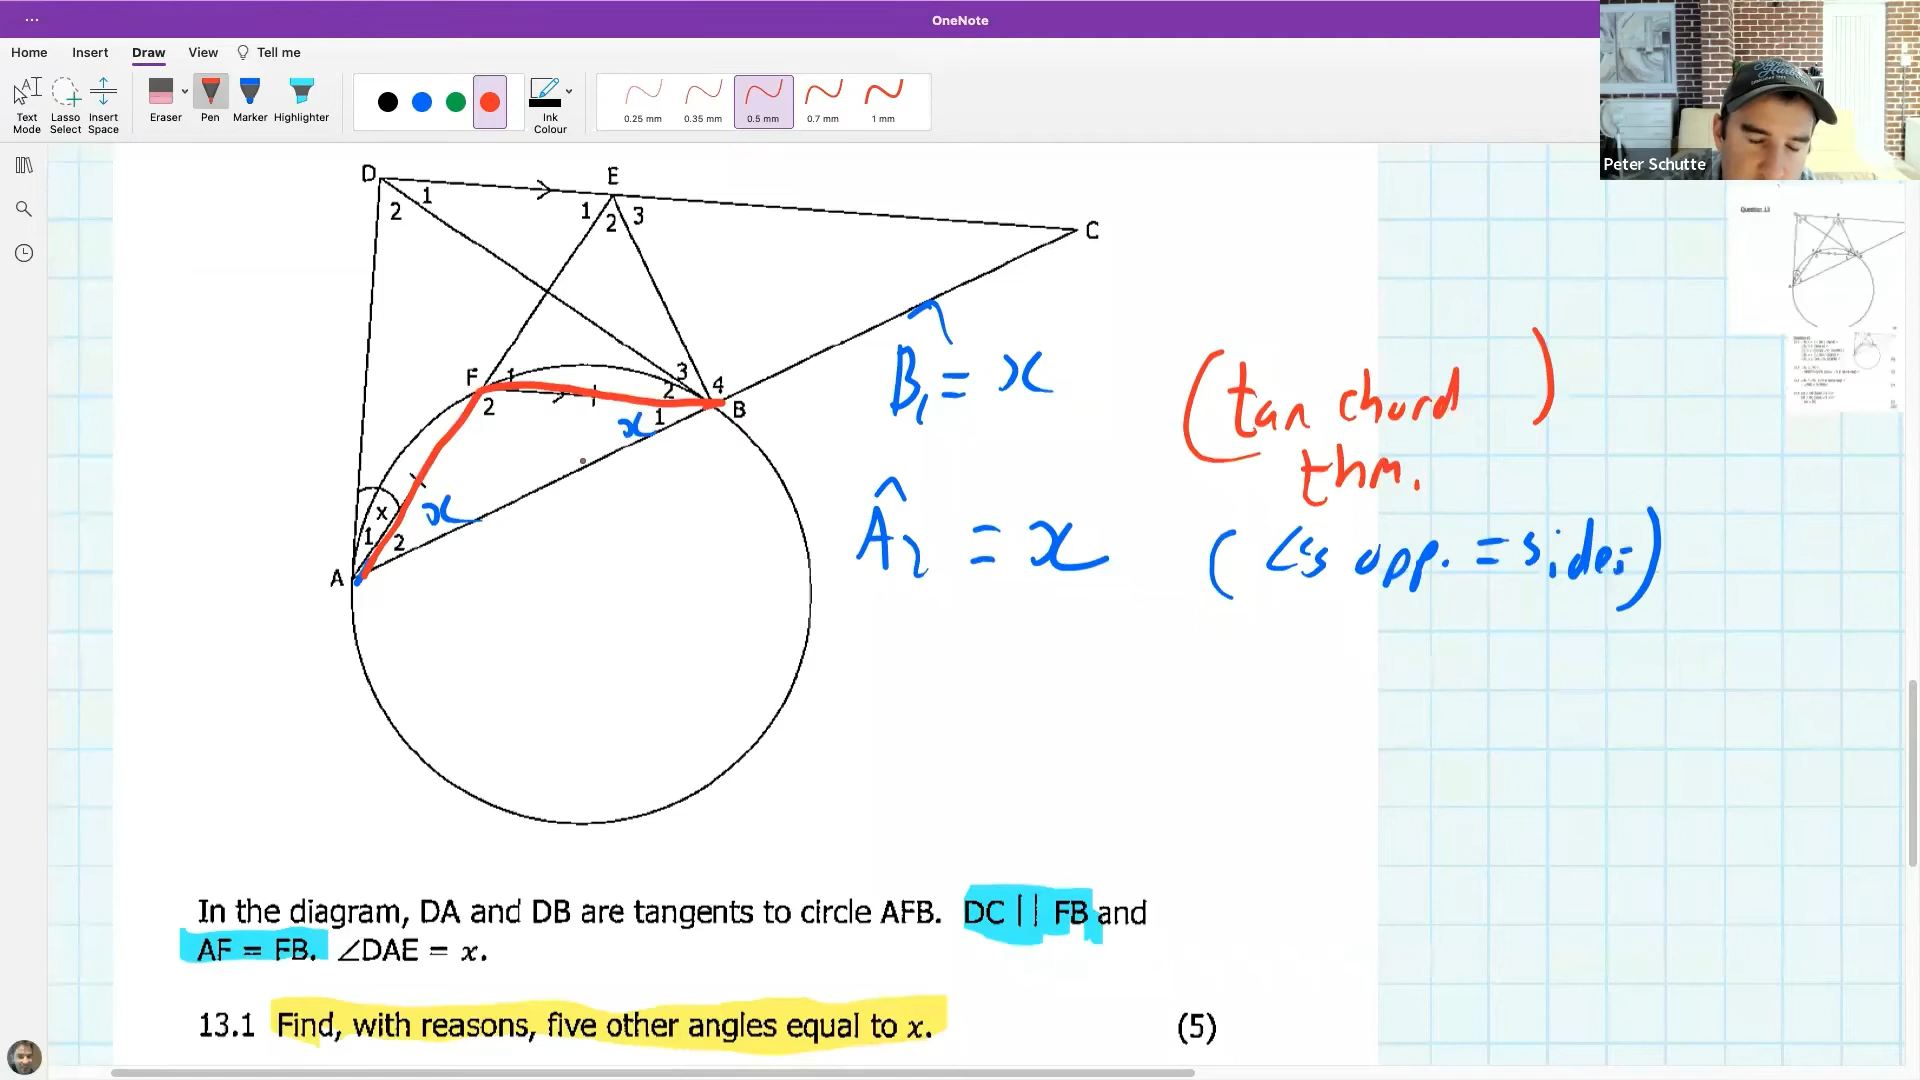 OneNote
Home Insert Draw View Tell me
Text Mode
Lasso Select
Insert Space
Eraser
Pen
Marker
Highlighter
Ink Colour
0.25 mm
0.35 mm
0.5 mm
0.7 mm
1 mm
Peter Schutte
Question 13
D 1 2
E 1 2 3
C
F 1 2
3 4 2 1 B
x
A x 1 2
x
B̂₁ = x (tan chord thm.)
Â₂ = x (∠s opp. = sides)
In the diagram, DA and DB are tangents to circle AFB. DC || FB and
AF = FB. ∠DAE = x.
13.1 Find, with reasons, five other angles equal to x. (5)